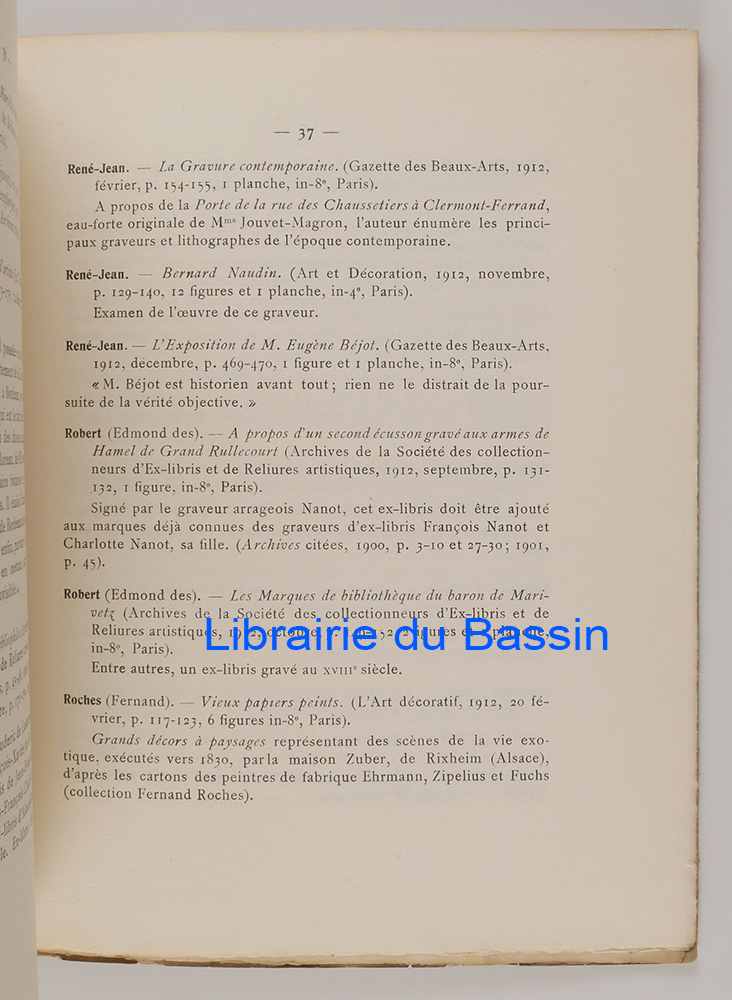 — 37 —
René-Jean. — La Gravure contemporaine. (Gazette des Beaux-Arts, 1912,
février, p. 154-155, 1 planche, in-8°, Paris).
A propos de la Porte de la rue des Chaussetiers à Clermont-Ferrand,
eau-forte originale de Mme Jouvet-Magron, l'auteur énumère les princi-
paux graveurs et lithographes de l'époque contemporaine.
René-Jean. — Bernard Naudin. (Art et Décoration, 1912, novembre,
p. 129-140, 12 figures et 1 planche, in-4°, Paris).
Examen de l'œuvre de ce graveur.
René-Jean. — L'Exposition de M. Eugène Béjot. (Gazette des Beaux-Arts,
1912, décembre, p. 469-470, 1 figure et 1 planche, in-8°, Paris).
« M. Béjot est historien avant tout ; rien ne le distrait de la pour-
suite de la vérité objective. »
Robert (Edmond des). — A propos d'un second écusson gravé aux armes de
Hamel de Grand Rullecourt (Archives de la Société des collection-
neurs d'Ex-libris et de Reliures artistiques, 1912, septembre, p. 131-
132, 1 figure, in-8°, Paris).
Signé par le graveur arrageois Nanot, cet ex-libris doit être ajouté
aux marques déjà connues des graveurs d'ex-libris François Nanot et
Charlotte Nanot, sa fille. (Archives citées, 1900, p. 3-10 et 27-30 ; 1901,
p. 45).
Robert (Edmond des). — Les Marques de bibliothèque du baron de Mari-
vetz (Archives de la Société des collectionneurs d'Ex-libris et de
Reliures artistiques, 1912, octobre, p. planche,
in-8°, Paris).
Librairie du Bassin
Entre autres, un ex-libris gravé au XVIIIe siècle.
Roches (Fernand). — Vieux papiers peints. (L'Art décoratif, 1912, 20 fé-
vrier, p. 117-123, 6 figures in-8°, Paris).
Grands décors à paysages représentant des scènes de la vie exo-
tique, exécutés vers 1830, par la maison Zuber, de Rixheim (Alsace),
d'après les cartons des peintres de fabrique Ehrmann, Zipelius et Fuchs
(collection Fernand Roches).